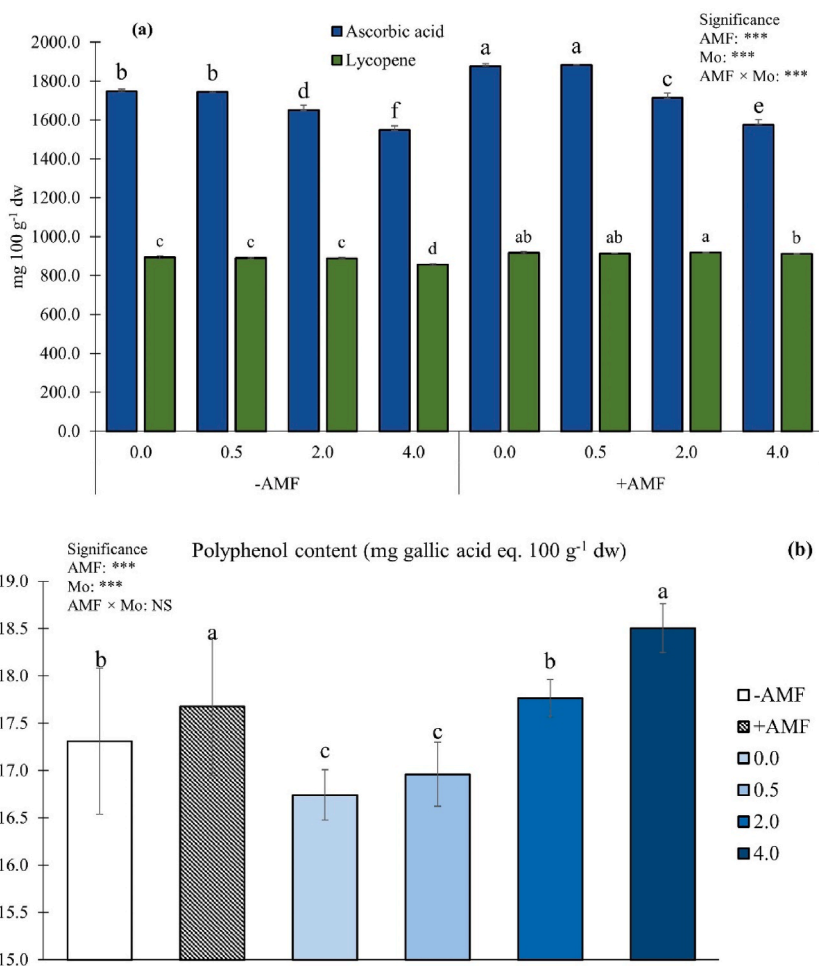 (a)
Ascorbic acid
Lycopene
Significance
AMF: ***
Mo: ***
AMF × Mo: ***
mg 100 g⁻¹ dw
2000.0
1800.0
1600.0
1400.0
1200.0
1000.0
800.0
600.0
400.0
200.0
0.0
b b d f a a c e
c c c d ab ab a b
0.0 0.5 2.0 4.0 0.0 0.5 2.0 4.0
-AMF +AMF
Polyphenol content (mg gallic acid eq. 100 g⁻¹ dw)
(b)
Significance
AMF: ***
Mo: ***
AMF × Mo: NS
19.0
18.5
18.0
17.5
17.0
16.5
16.0
15.5
15.0
b a c c b a
-AMF
+AMF
0.0
0.5
2.0
4.0